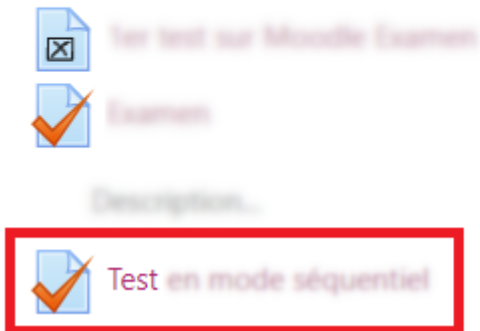 1er test sur Moodle Examen
Examen
Description...
Test en mode séquentiel